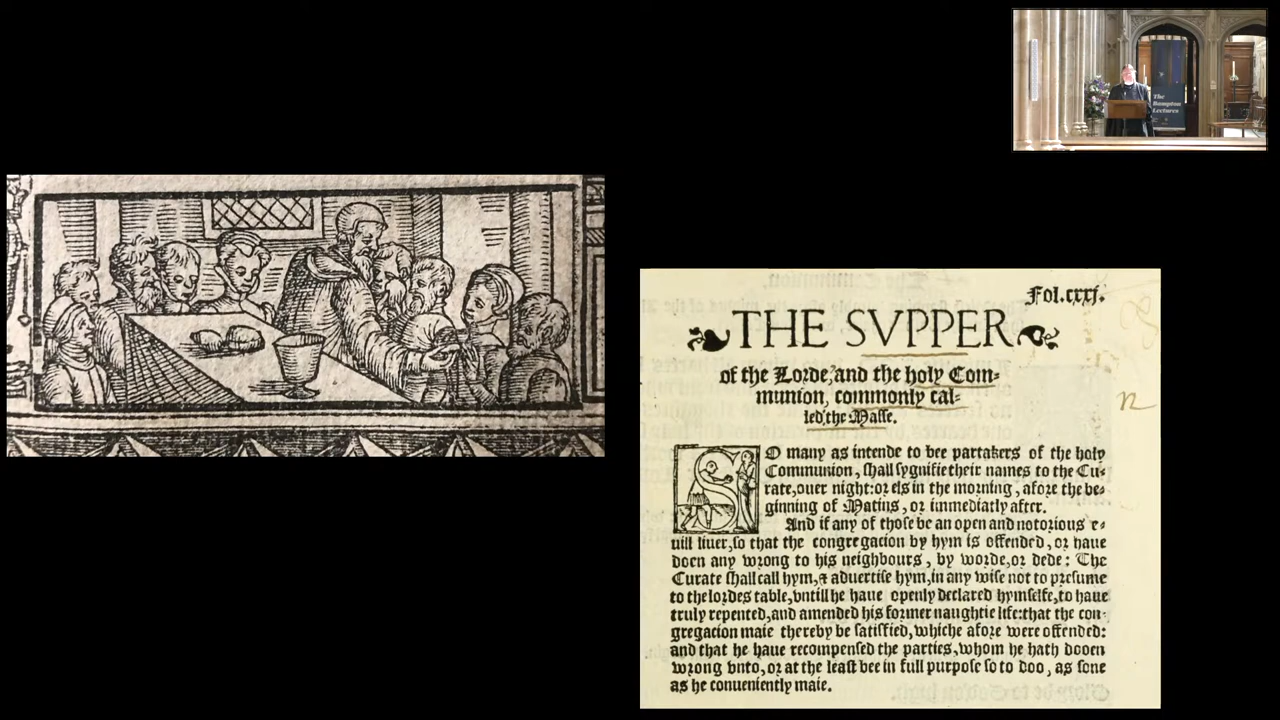 The
Bampton
Lectures
Fol.cxxj.
THE SVPPER
of the Lorde, and the holy Com-
munion, commonly cal-
led the Masse.
SO many as intende to bee partakers of the holy
Communion, shall sygnifie their names to the Cu-
rate, ouer night: or els in the morning, afore the be-
ginning of Matins, or immediatly after.
And if any of those be an open and notorious e-
uill liuer, so that the congregacion by hym is offended, or haue
doen any wrong to his neighbours, by worde, or dede: The
Curate shall call hym, & aduertise hym, in any wise not to presume
to the lordes table, vntill he haue openly declared hymselfe, to haue
truly repented, and amended his former naughtie life: that the con-
gregacion maie thereby be satisfied, whiche afore were offended:
and that he haue recompensed the parties, whom he hath dooen
wrong vnto, or at the least bee in full purpose so to doo, as sone
as he conueniently maie.
n